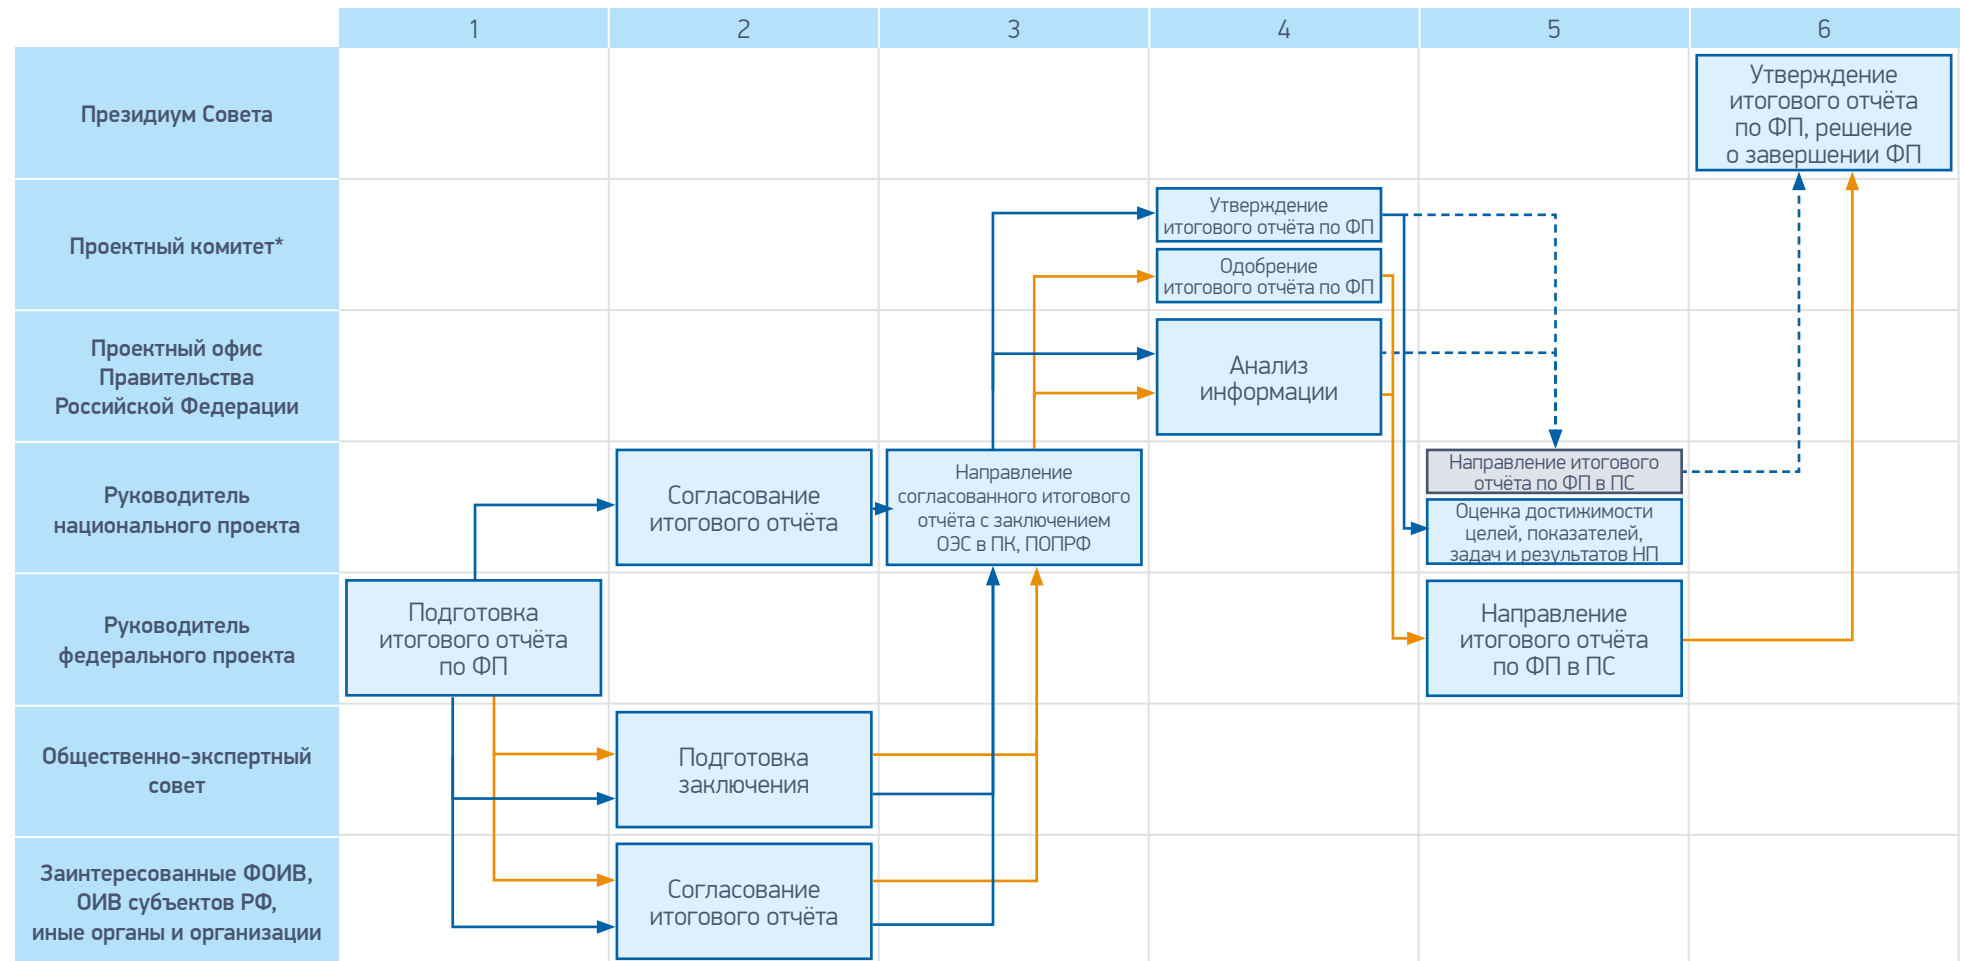 1
2
3
4
5
6
Президиум Совета
Утверждение
итогового отчёта
по ФП, решение
о завершении ФП
Проектный комитет*
Утверждение
итогового отчёта по ФП
Одобрение
итогового отчёта по ФП
Проектный офис
Правительства
Российской Федерации
Анализ
информации
Руководитель
национального проекта
Согласование
итогового отчёта
Направление
согласованного итогового
отчёта с заключением
ОЭС в ПК, ПОПРФ
Направление итогового
отчёта по ФП в ПС
Оценка достижимости
целей, показателей,
задач и результатов НП
Руководитель
федерального проекта
Подготовка
итогового отчёта
по ФП
Направление
итогового отчёта
по ФП в ПС
Общественно-экспертный
совет
Подготовка
заключения
Заинтересованные ФОИВ,
ОИВ субъектов РФ,
иные органы и организации
Согласование
итогового отчёта